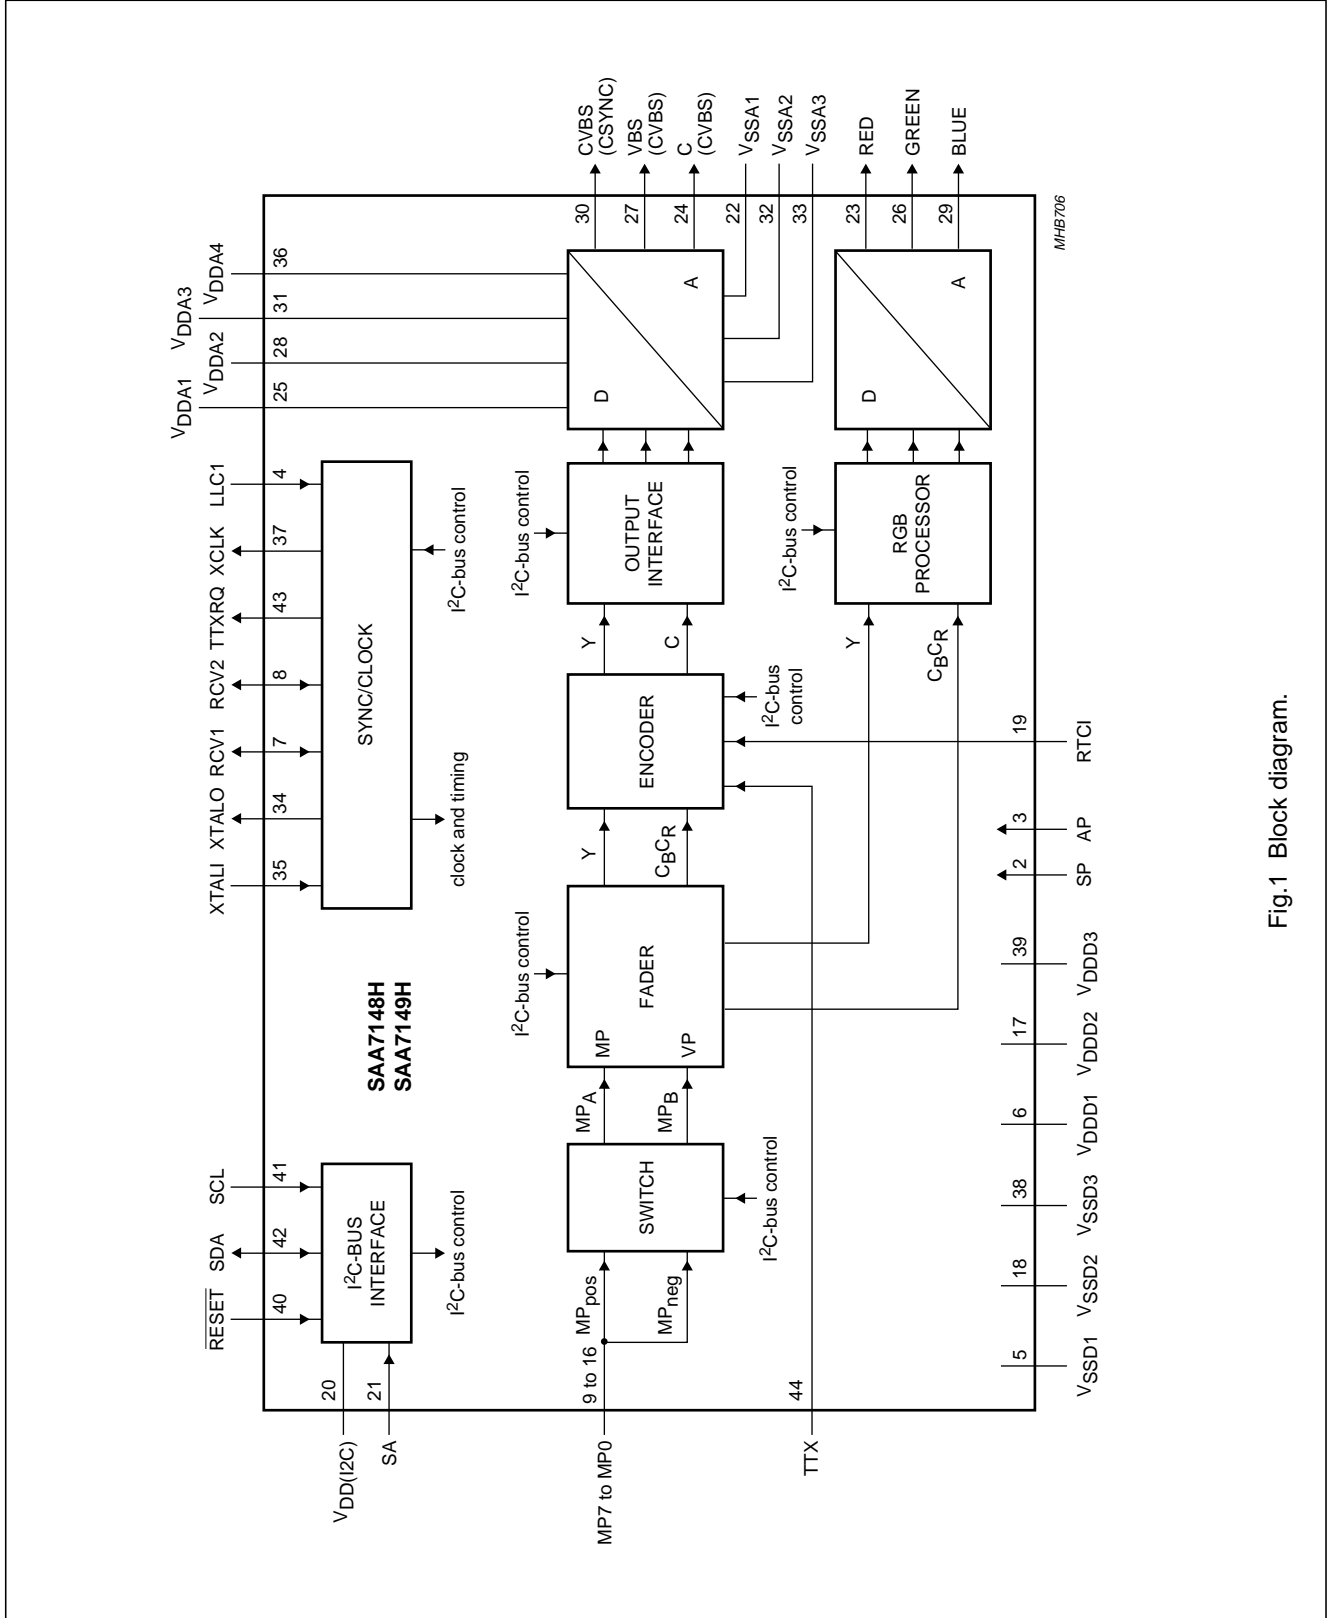 VDDA1
VDDA2
VDDA3
VDDA4
RESET
SDA
SCL
XTALI
XTALO
RCV1
RCV2
TTXRQ
XCLK
LLC1
40
42
41
35
34
7
8
43
37
4
25
28
31
36
VDD(I2C)
20
SA
21
I2C-BUS
INTERFACE
I2C-bus control
SAA7148H
SAA7149H
SYNC/CLOCK
clock and timing
I2C-bus control
MP7 to MP0
9 to 16
MPpos
MPneg
SWITCH
I2C-bus control
MPA
MPB
I2C-bus control
MP
VP
FADER
Y
CBCR
ENCODER
I2C-bus
control
Y
C
I2C-bus control
OUTPUT
INTERFACE
D
A
30
27
24
22
32
33
CVBS
(CSYNC)
VBS
(CVBS)
C
(CVBS)
VSSA1
VSSA2
VSSA3
TTX
44
Y
CBCR
I2C-bus control
RGB
PROCESSOR
D
A
23
26
29
RED
GREEN
BLUE
5
18
38
6
17
39
2
3
19
VSSD1
VSSD2
VSSD3
VDDD1
VDDD2
VDDD3
SP
AP
RTCI
MHB706
Fig.1 Block diagram.